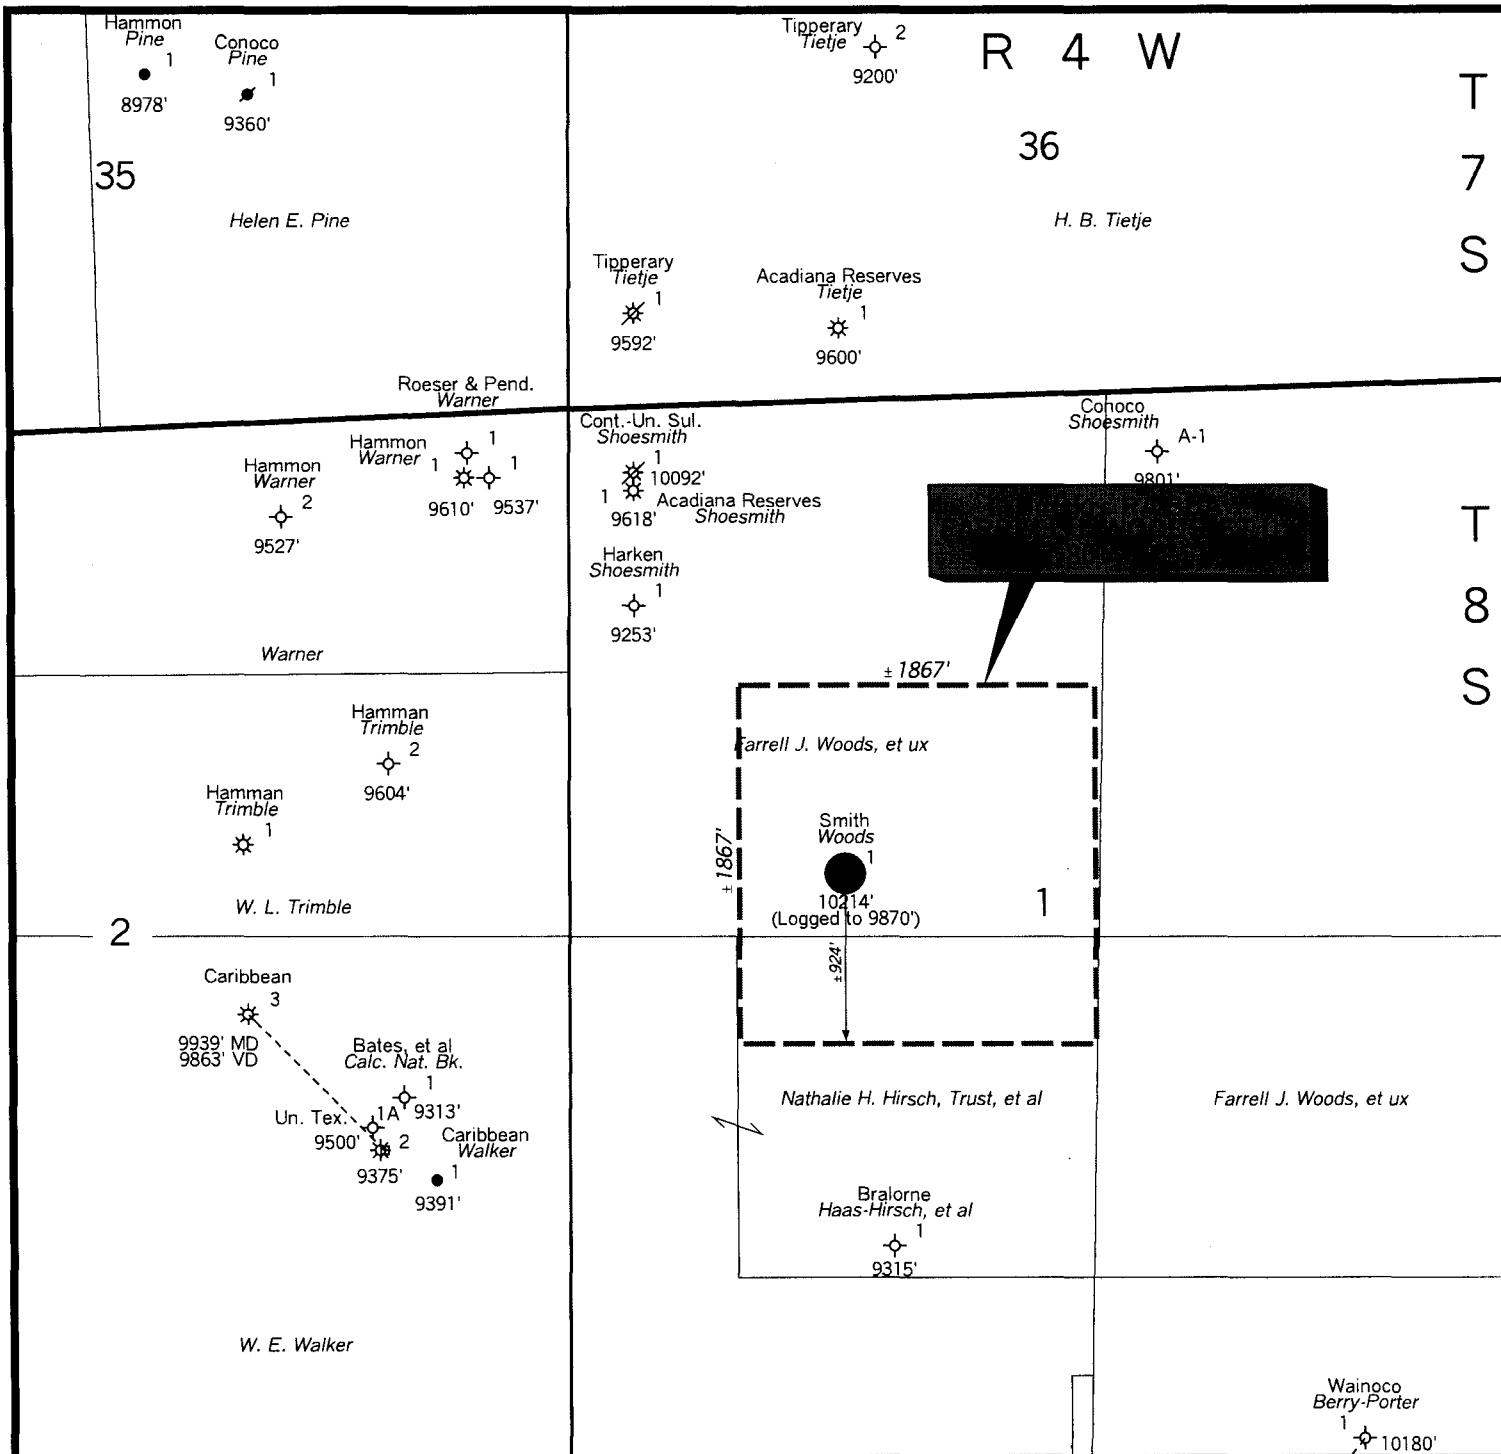 Hammon
Pine
1
8978'
Conoco
Pine
1
9360'
Tipperary
Tietje
2
9200'
R 4 W
T
7
S
35
36
Helen E. Pine
H. B. Tietje
Tipperary
Tietje
1
9592'
Acadiana Reserves
Tietje
1
9600'
Roeser & Pend.
Warner
1
Hammon
Warner
1
1
9610'
9537'
Hammon
Warner
2
9527'
Cont.-Un. Sul.
Shoesmith
1
10092'
1
9618'
Acadiana Reserves
Shoesmith
Harken
Shoesmith
1
9253'
Conoco
Shoesmith
A-1
9801'
T
8
S
Warner
± 1867'
Farrell J. Woods, et ux
± 1867'
Hamman
Trimble
2
9604'
Hamman
Trimble
1
Smith
Woods
1
10214'
(Logged to 9870')
±924'
1
W. L. Trimble
2
Caribbean
3
9939' MD
9863' VD
Bates, et al
Calc. Nat. Bk.
1
9313'
Un. Tex.
1A
9500'
2
9375'
Caribbean
Walker
1
9391'
Nathalie H. Hirsch, Trust, et al
Farrell J. Woods, et ux
Bralorne
Haas-Hirsch, et al
1
9315'
W. E. Walker
Wainoco
Berry-Porter
1
10180'